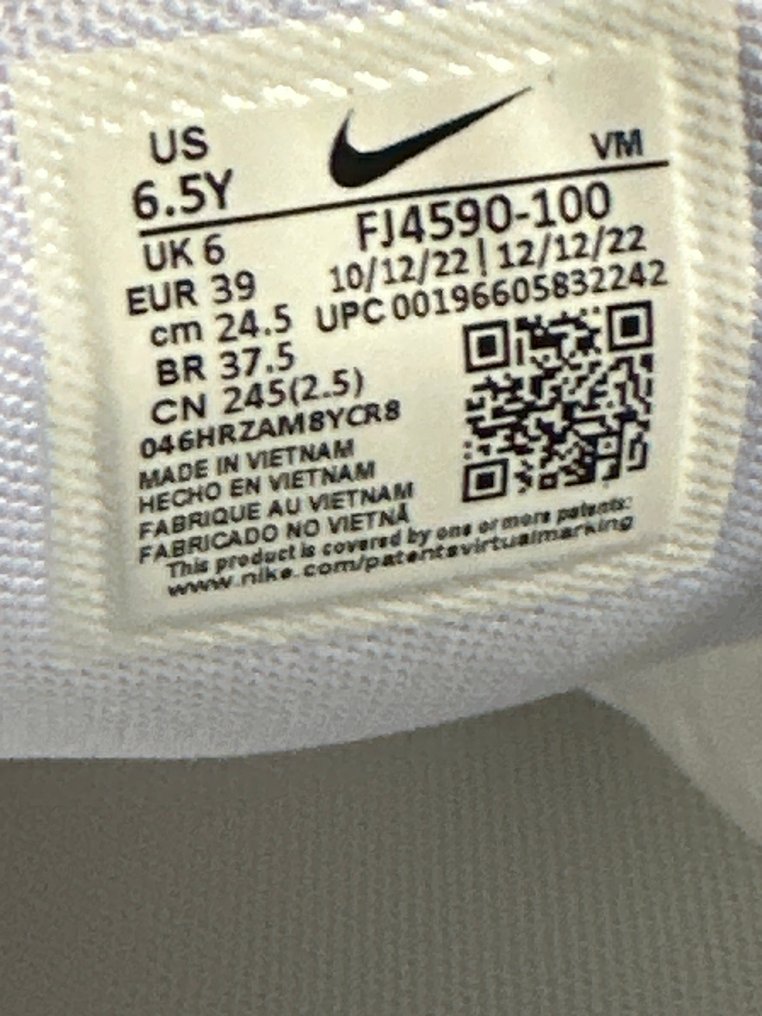 US
6.5Y
VM
UK 6
FJ4590-100
EUR 39
10/12/22 | 12/12/22
cm 24.5
UPC 00196605832242
BR 37.5
CN 245(2.5)
046HRZAM8YCR8
MADE IN VIETNAM
HECHO EN VIETNAM
FABRIQUE AU VIETNAM
FABRICADO NO VIETNÃ
This product is covered by one or more patents:
www.nike.com/patentsvirtualmarking